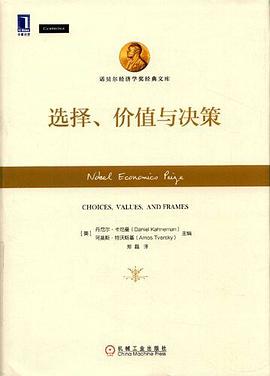 华章经管
CAMBRIDGE
诺贝尔经济学奖经典文库
选择、价值与决策
Nobel Economics Prize
CHOICES, VALUES, AND FRAMES
[美] 丹尼尔·卡尼曼 (Daniel Kahneman) 主编
阿莫斯·特沃斯基 (Amos Tversky)
郑磊 译
机械工业出版社
China Machine Press